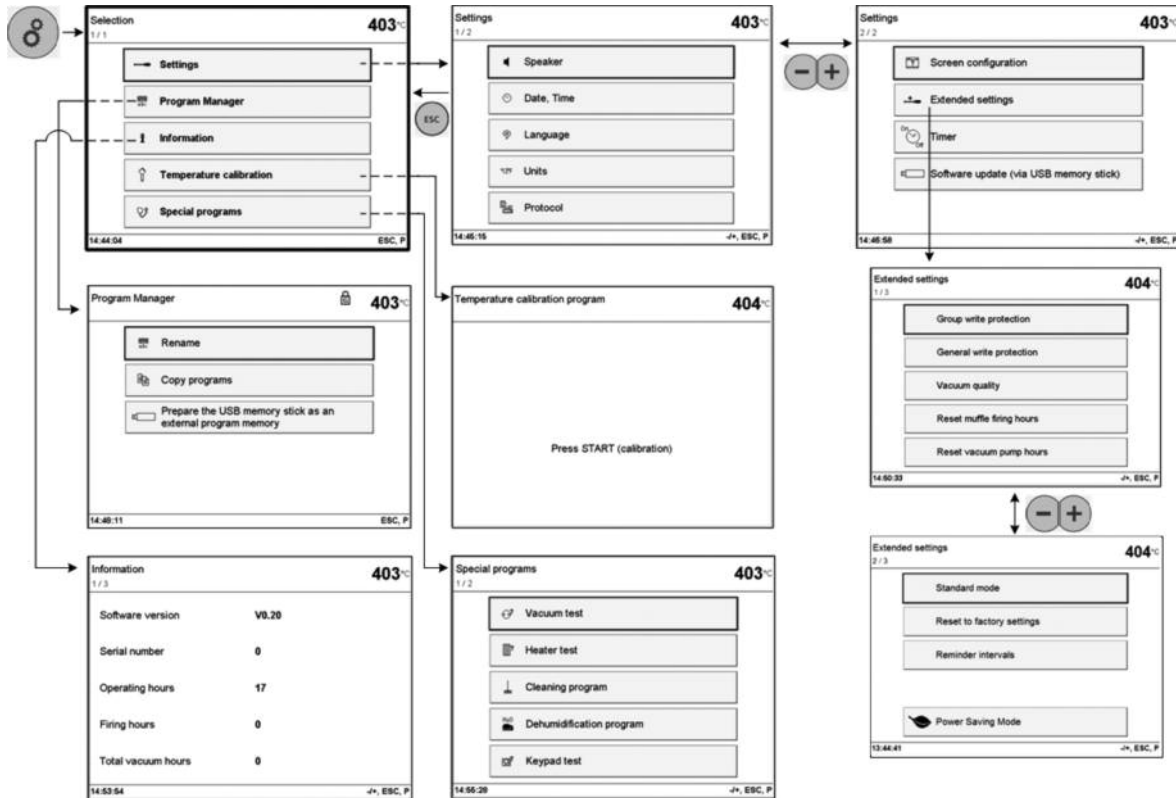 Selection
403°C
1 / 1
Settings
Program Manager
Information
Temperature calibration
Special programs
14:44:04
ESC, P
Settings
403°C
1 / 2
Speaker
Date, Time
Language
Units
Protocol
14:45:15
-/+, ESC, P
ESC
- +
Settings
403°C
2 / 2
Screen configuration
Extended settings
On
Off
Timer
Software update (via USB memory stick)
14:46:58
-/+, ESC, P
Program Manager
403°C
Rename
Copy programs
Prepare the USB memory stick as an
external program memory
14:48:11
ESC, P
Temperature calibration program
404°C
Press START (calibration)
Extended settings
404°C
1 / 3
Group write protection
General write protection
Vacuum quality
Reset muffle firing hours
Reset vacuum pump hours
14:50:33
-/+, ESC, P
- +
Information
403°C
1 / 3
Software version V0.20
Serial number 0
Operating hours 17
Firing hours 0
Total vacuum hours 0
14:53:54
-/+, ESC, P
Special programs
403°C
1 / 2
Vacuum test
Heater test
Cleaning program
H2O
Dehumidification program
Keypad test
14:55:28
-/+, ESC, P
Extended settings
404°C
2 / 3
Standard mode
Reset to factory settings
Reminder intervals
Power Saving Mode
13:44:41
-/+, ESC, P